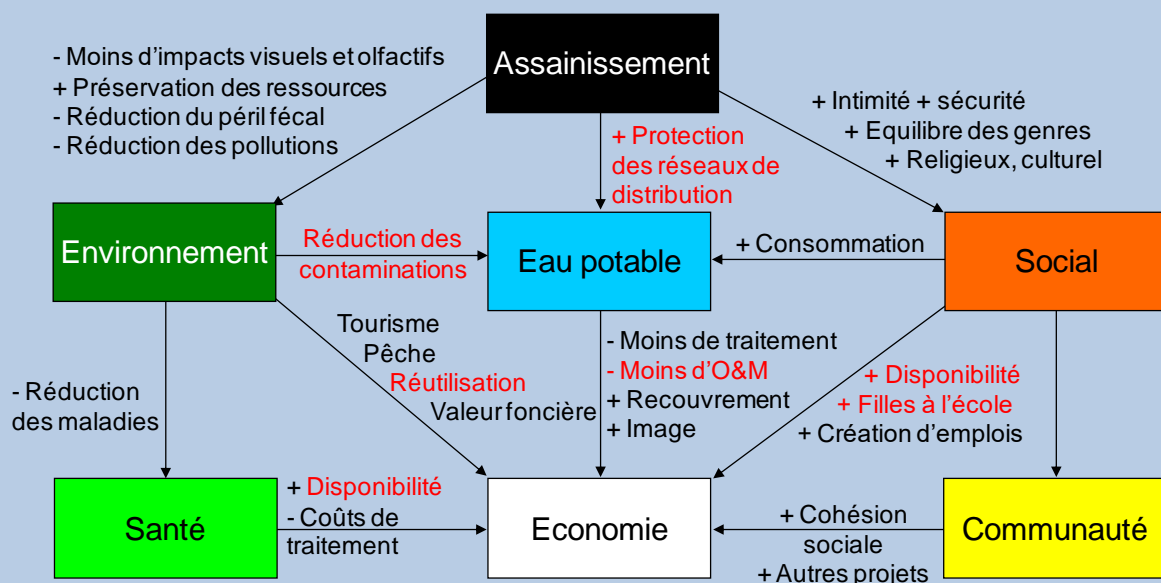 - Moins d'impacts visuels et olfactifs
+ Préservation des ressources
- Réduction du péril fécal
- Réduction des pollutions
Assainissement
+ Intimité + sécurité
+ Equilibre des genres
+ Religieux, culturel
+ Protection
des réseaux de
distribution
Environnement
Réduction des
contaminations
Eau potable
+ Consommation
Social
- Réduction
des maladies
Tourisme
Pêche
Réutilisation
Valeur foncière
- Moins de traitement
- Moins d'O&M
+ Recouvrement
+ Image
+ Disponibilité
+ Filles à l'école
+ Création d'emplois
Santé
+ Disponibilité
- Coûts de
traitement
Economie
+ Cohésion
sociale
+ Autres projets
Communauté